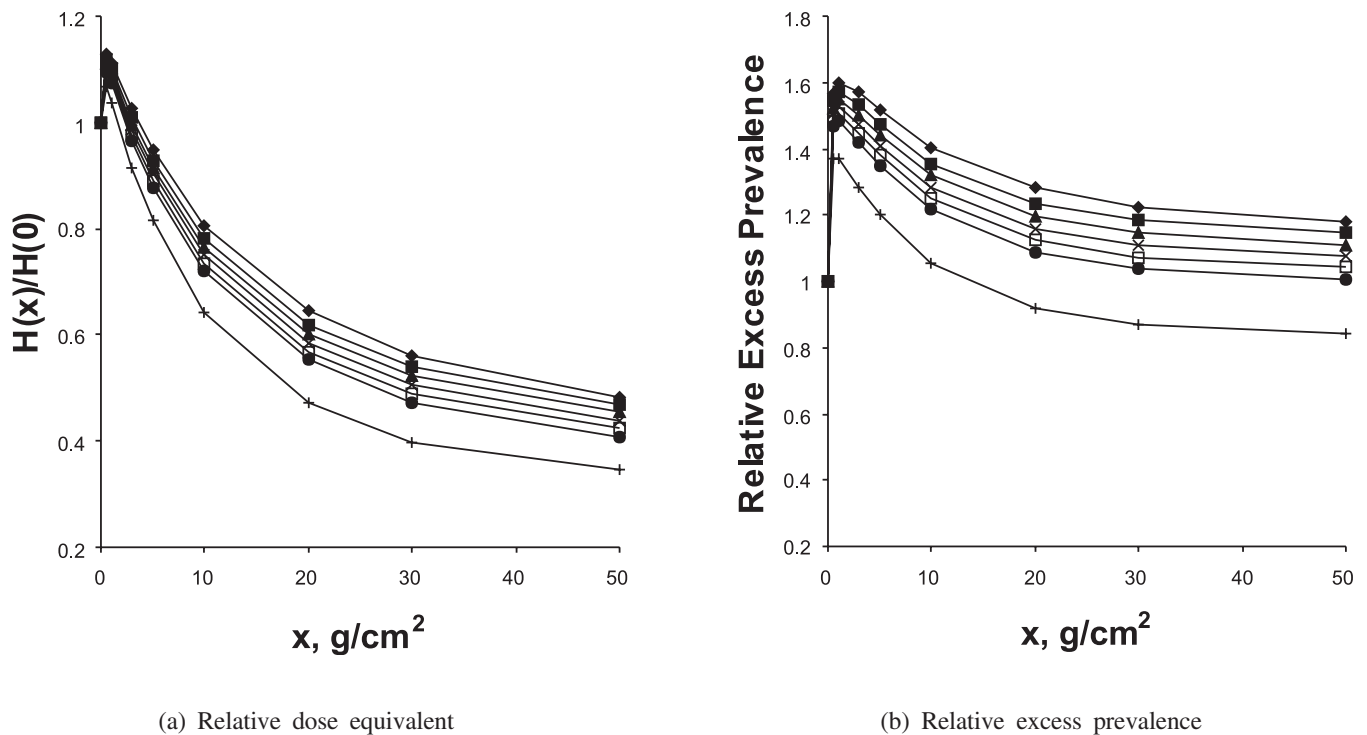 1.2
1
0.8
0.6
0.4
0.2
H(x)/H(0)
0 10 20 30 40 50
x, g/cm2
(a) Relative dose equivalent
1.8
1.6
1.4
1.2
1
0.8
0.6
0.4
0.2
Relative Excess Prevalence
0 10 20 30 40 50
x, g/cm2
(b) Relative excess prevalence